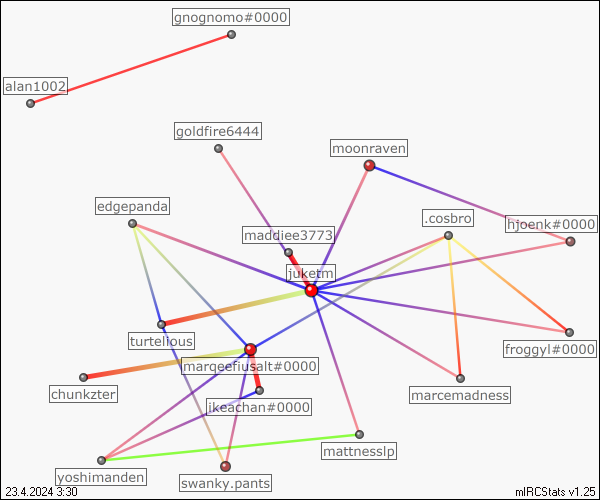 gnognomo#0000
alan1002
goldfire6444
moonraven
edgepanda
.cosbro
hjoenk#0000
maddiee3773
juketm
turtellous
froggyl#0000
marqeefiusalt#0000
chunkzter
marcemadness
ikeachan#0000
mattnesslp
yoshimanden
swanky.pants
23.4.2024 3:30
mIRCStats v1.25